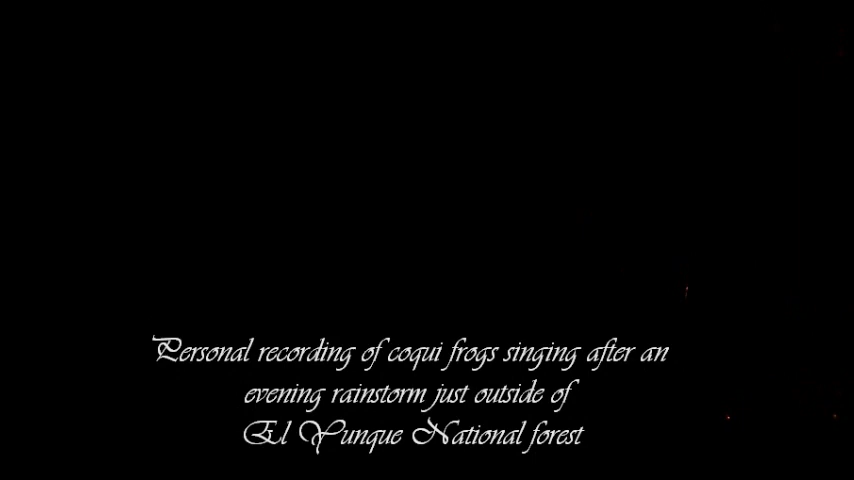 Personal recording of coqui frogs singing after an
evening rainstorm just outside of
El Yunque National forest